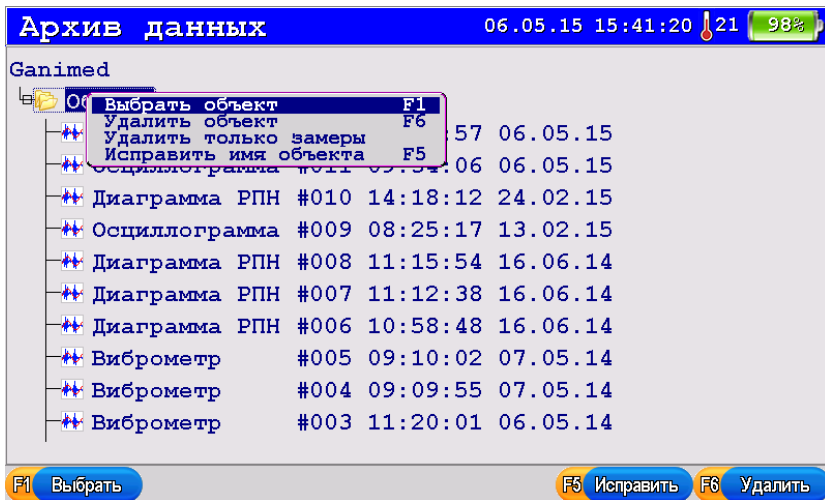 Архив данных 06.05.15 15:41:20 21 98%
Ganimed
Выбрать объект F1
Удалить объект F6
Удалить только замеры
Исправить имя объекта F5
57 06.05.15
Осциллограмма #011 09:54:06 06.05.15
Диаграмма РПН #010 14:18:12 24.02.15
Осциллограмма #009 08:25:17 13.02.15
Диаграмма РПН #008 11:15:54 16.06.14
Диаграмма РПН #007 11:12:38 16.06.14
Диаграмма РПН #006 10:58:48 16.06.14
Виброметр #005 09:10:02 07.05.14
Виброметр #004 09:09:55 07.05.14
Виброметр #003 11:20:01 06.05.14
F1 Выбрать F5 Исправить F6 Удалить